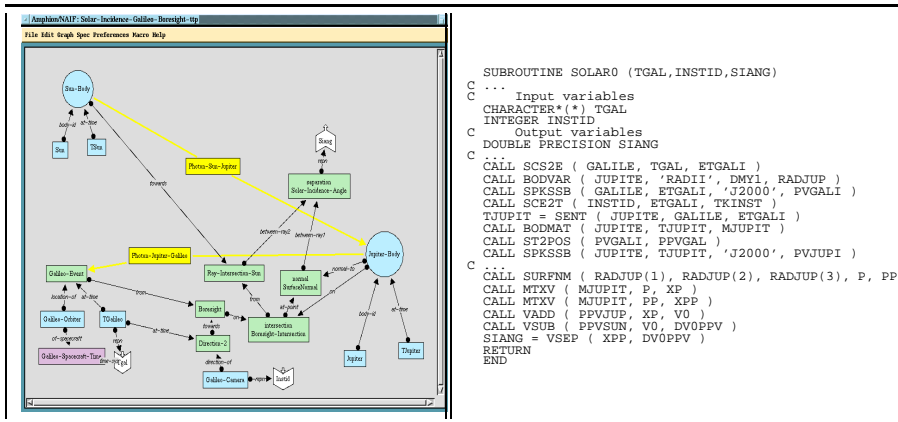 Amphion/NAIF: Solar-Incidence-Galileo-Boresight-ttp
File Edit Graph Spec Preferences Macro Help
Sun-Body
body-id
at-time
Sun
TSun
Siang
repn
Photon-Sun-Jupiter
separation
Solar-Incidence-Angle
towards
between-ray2
between-ray1
Photon-Jupiter-Galileo
Jupiter-Body
Galileo-Event
Ray-Intersection-Sun
normal
SurfaceNormal
normal-to
location-of
at-time
from
from
at-point
on
Galileo-Orbiter
TGalileo
Boresight
on
intersection
Boresight-Intersection
body-id
at-time
of-spacecraft
repn
at-time
towards
Direction-2
Galileo-Spacecraft-Time
Tgal
direction-of
Jupiter
TJupiter
Galileo-Camera
repn
Instid
SUBROUTINE SOLAR0 (TGAL,INSTID,SIANG)
C ...
C Input variables
CHARACTER*(*) TGAL
INTEGER INSTID
C Output variables
DOUBLE PRECISION SIANG
C ...
CALL SCS2E ( GALILE, TGAL, ETGALI )
CALL BODVAR ( JUPITE, 'RADII', DMY1, RADJUP )
CALL SPKSSB ( GALILE, ETGALI, 'J2000', PVGALI )
CALL SCE2T ( INSTID, ETGALI, TKINST )
TJUPIT = SENT ( JUPITE, GALILE, ETGALI )
CALL BODMAT ( JUPITE, TJUPIT, MJUPIT )
CALL ST2POS ( PVGALI, PPVGAL )
CALL SPKSSB ( JUPITE, TJUPIT, 'J2000', PVJUPI )
C ...
CALL SURFNM ( RADJUP(1), RADJUP(2), RADJUP(3), P, PP
CALL MTXV ( MJUPIT, P, XP )
CALL MTXV ( MJUPIT, PP, XPP )
CALL VADD ( PPVJUP, XP, V0 )
CALL VSUB ( PPVSUN, V0, DV0PPV )
SIANG = VSEP ( XPP, DV0PPV )
RETURN
END